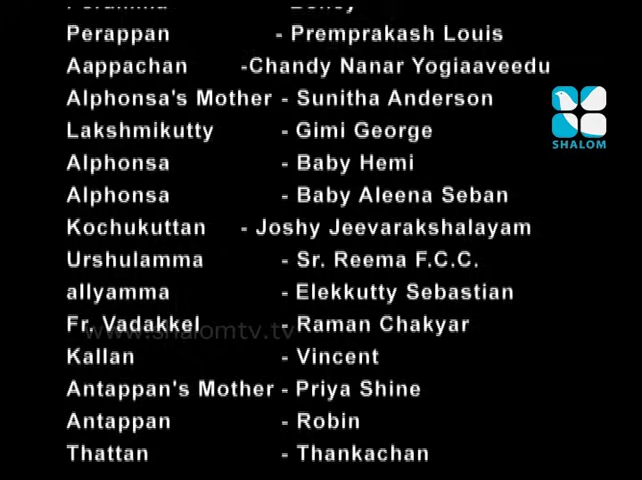 Perappan - Premprakash Louis
Aappachan -Chandy Nanar Yogiaaveedu
Alphonsa's Mother - Sunitha Anderson
SHALOM
Lakshmikutty - Gimi George
Alphonsa - Baby Hemi
Alphonsa - Baby Aleena Seban
Kochukuttan - Joshy Jeevarakshalayam
Urshulamma - Sr. Reema F.C.C.
allyamma - Elekkutty Sebastian
Fr. Vadakkel - Raman Chakyar
www.shalomtv.tv
Kallan - Vincent
Antappan's Mother - Priya Shine
Antappan - Robin
Thattan - Thankachan